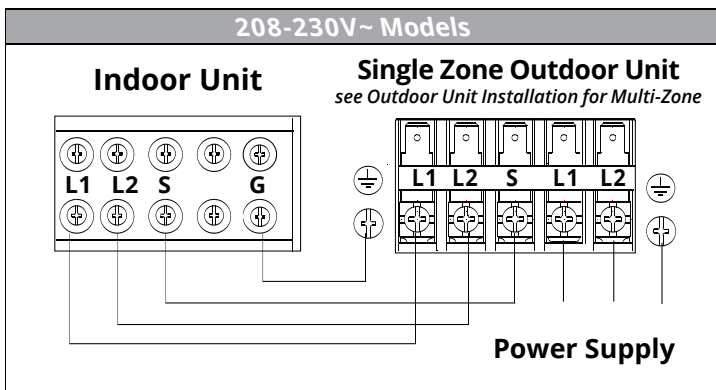 208-230V~ Models
Indoor Unit
Single Zone Outdoor Unit
see Outdoor Unit Installation for Multi-Zone
L1 L2 S G
L1 L2 S L1 L2
Power Supply